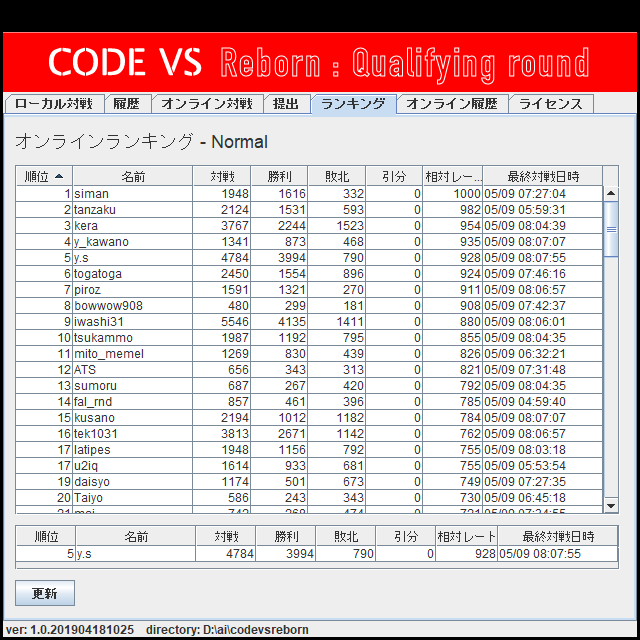 CODE VS Reborn : Qualifying round
ローカル対戦 履歴 オンライン対戦 提出 ランキング オンライン履歴 ライセンス
オンラインランキング - Normal
順位 名前 対戦 勝利 敗北 引分 相対レー... 最終対戦日時
1 siman 1948 1616 332 0 1000 05/09 07:27:04
2 tanzaku 2124 1531 593 0 982 05/09 05:59:31
3 kera 3767 2244 1523 0 954 05/09 08:04:39
4 y_kawano 1341 873 468 0 935 05/09 08:07:07
5 y.s 4784 3994 790 0 928 05/09 08:07:55
6 togatoga 2450 1554 896 0 924 05/09 07:46:16
7 piroz 1591 1321 270 0 911 05/09 08:06:57
8 bowwow908 480 299 181 0 908 05/09 07:42:37
9 iwashi31 5546 4135 1411 0 880 05/09 08:06:01
10 tsukammo 1987 1192 795 0 855 05/09 08:04:35
11 mito_memel 1269 830 439 0 826 05/09 06:32:21
12 ATS 656 343 313 0 821 05/09 07:31:48
13 sumoru 687 267 420 0 792 05/09 08:04:35
14 fal_rnd 857 461 396 0 785 05/09 04:59:40
15 kusano 2194 1012 1182 0 784 05/09 08:07:07
16 tek1031 3813 2671 1142 0 762 05/09 08:06:57
17 latipes 1948 1156 792 0 755 05/09 08:03:18
17 u2iq 1614 933 681 0 755 05/09 05:53:54
19 daisyo 1174 501 673 0 749 05/09 07:27:35
20 Taiyo 586 243 343 0 730 05/09 06:45:18
順位 名前 対戦 勝利 敗北 引分 相対レート 最終対戦日時
5 y.s 4784 3994 790 0 928 05/09 08:07:55
更新
ver: 1.0.201904181025 directory: D:\ai\codevsreborn